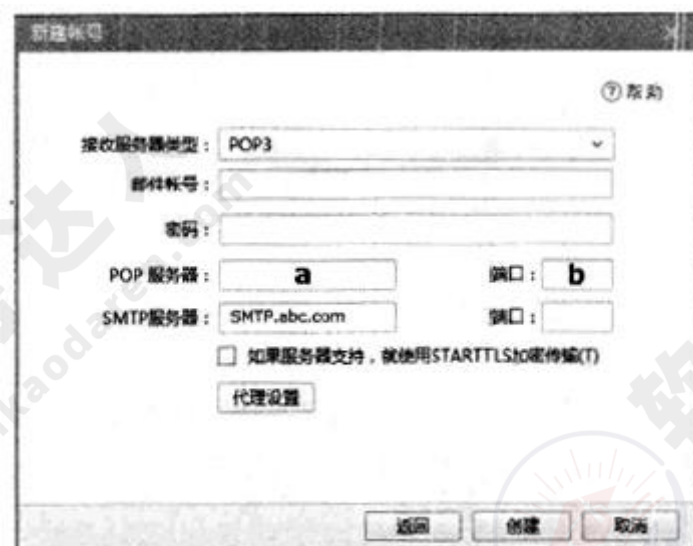 新建帐号
? 帮助
接收服务器类型： POP3
邮件帐号：
密码：
POP 服务器： a 端口： b
SMTP服务器： SMTP.abc.com 端口：
如果服务器支持，就使用STARTTLS加密传输(T)
代理设置
返回 创建 取消